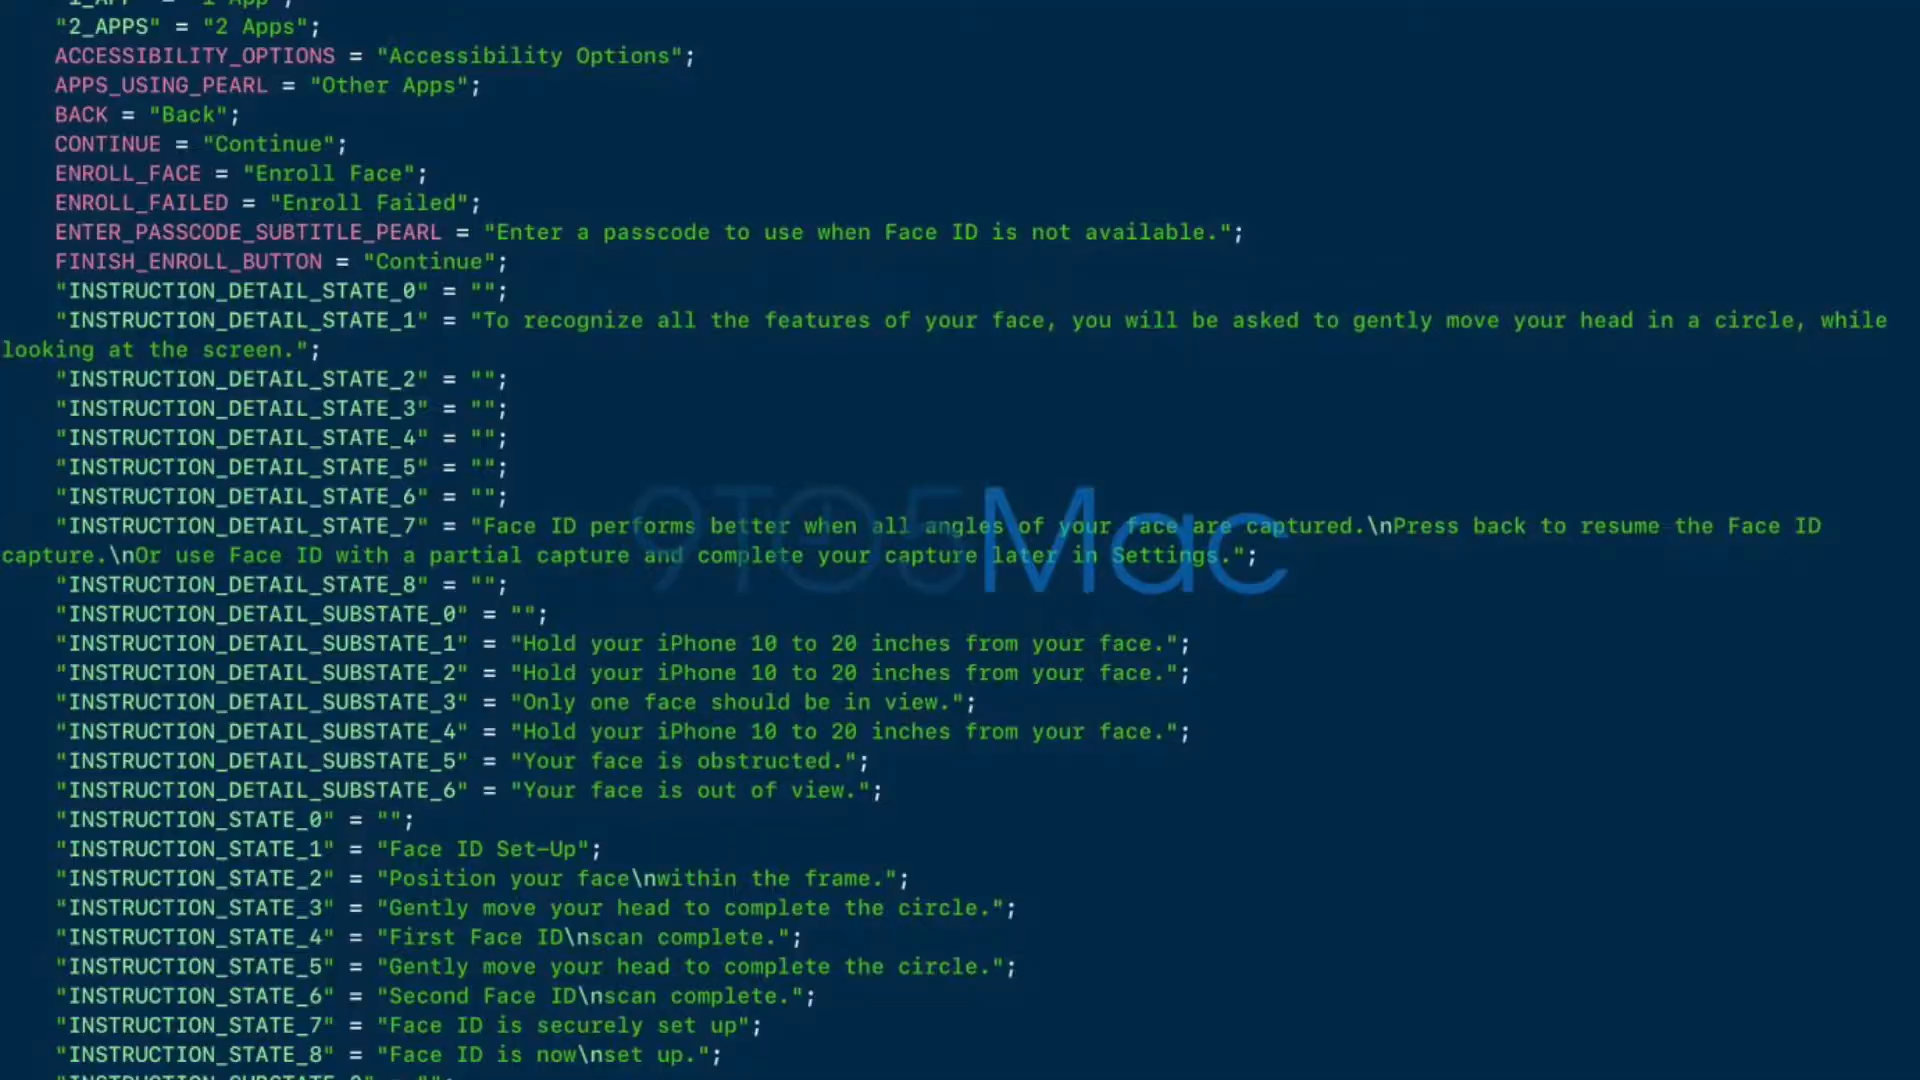 "1_APP" = "1 App";
"2_APPS" = "2 Apps";
ACCESSIBILITY_OPTIONS = "Accessibility Options";
APPS_USING_PEARL = "Other Apps";
BACK = "Back";
CONTINUE = "Continue";
ENROLL_FACE = "Enroll Face";
ENROLL_FAILED = "Enroll Failed";
ENTER_PASSCODE_SUBTITLE_PEARL = "Enter a passcode to use when Face ID is not available.";
FINISH_ENROLL_BUTTON = "Continue";
"INSTRUCTION_DETAIL_STATE_0" = "";
"INSTRUCTION_DETAIL_STATE_1" = "To recognize all the features of your face, you will be asked to gently move your head in a circle, while
looking at the screen.";
"INSTRUCTION_DETAIL_STATE_2" = "";
"INSTRUCTION_DETAIL_STATE_3" = "";
"INSTRUCTION_DETAIL_STATE_4" = "";
"INSTRUCTION_DETAIL_STATE_5" = "";
"INSTRUCTION_DETAIL_STATE_6" = "";
"INSTRUCTION_DETAIL_STATE_7" = "Face ID performs better when all angles of your face are captured.\nPress back to resume the Face ID
capture.\nOr use Face ID with a partial capture and complete your capture later in Settings.";
9TO5Mac
"INSTRUCTION_DETAIL_STATE_8" = "";
"INSTRUCTION_DETAIL_SUBSTATE_0" = "";
"INSTRUCTION_DETAIL_SUBSTATE_1" = "Hold your iPhone 10 to 20 inches from your face.";
"INSTRUCTION_DETAIL_SUBSTATE_2" = "Hold your iPhone 10 to 20 inches from your face.";
"INSTRUCTION_DETAIL_SUBSTATE_3" = "Only one face should be in view.";
"INSTRUCTION_DETAIL_SUBSTATE_4" = "Hold your iPhone 10 to 20 inches from your face.";
"INSTRUCTION_DETAIL_SUBSTATE_5" = "Your face is obstructed.";
"INSTRUCTION_DETAIL_SUBSTATE_6" = "Your face is out of view.";
"INSTRUCTION_STATE_0" = "";
"INSTRUCTION_STATE_1" = "Face ID Set-Up";
"INSTRUCTION_STATE_2" = "Position your face\nwithin the frame.";
"INSTRUCTION_STATE_3" = "Gently move your head to complete the circle.";
"INSTRUCTION_STATE_4" = "First Face ID\nscan complete.";
"INSTRUCTION_STATE_5" = "Gently move your head to complete the circle.";
"INSTRUCTION_STATE_6" = "Second Face ID\nscan complete.";
"INSTRUCTION_STATE_7" = "Face ID is securely set up";
"INSTRUCTION_STATE_8" = "Face ID is now\nset up.";